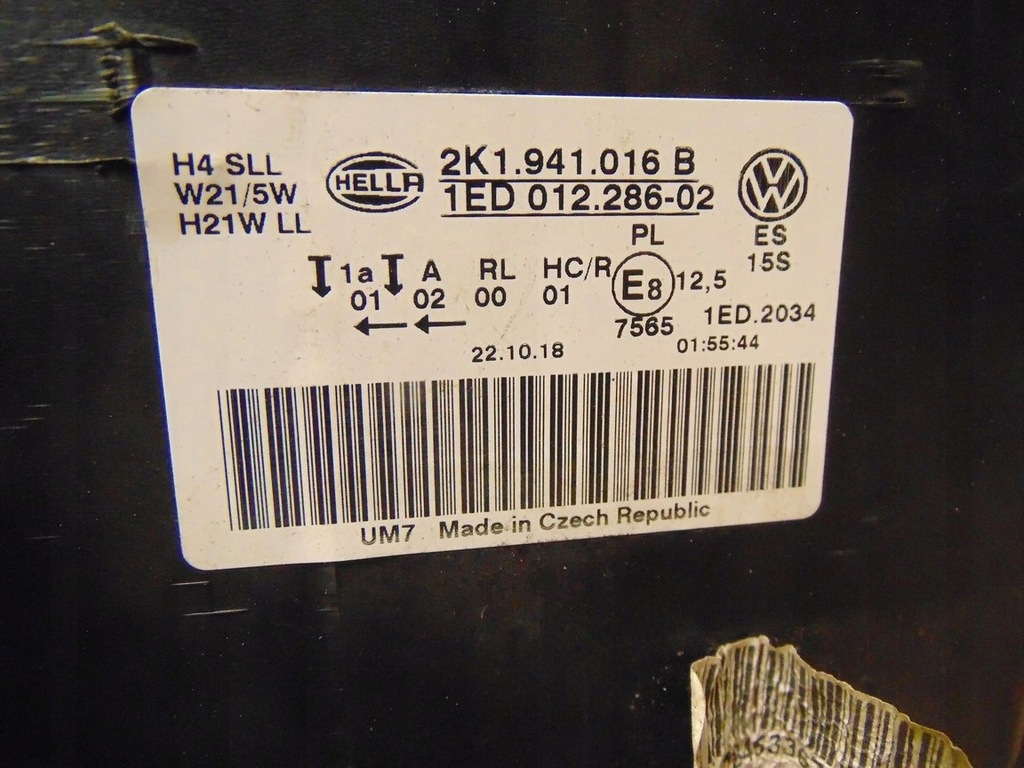 H4 SLL
W21/5W
H21W LL
HELLA
2K1.941.016 B
1ED 012.286-02
VW
PL
ES
15S
1a A RL HC/R E8 12,5
01 02 00 01
7565 1ED.2034
22.10.18 01:55:44
UM7 Made in Czech Republic